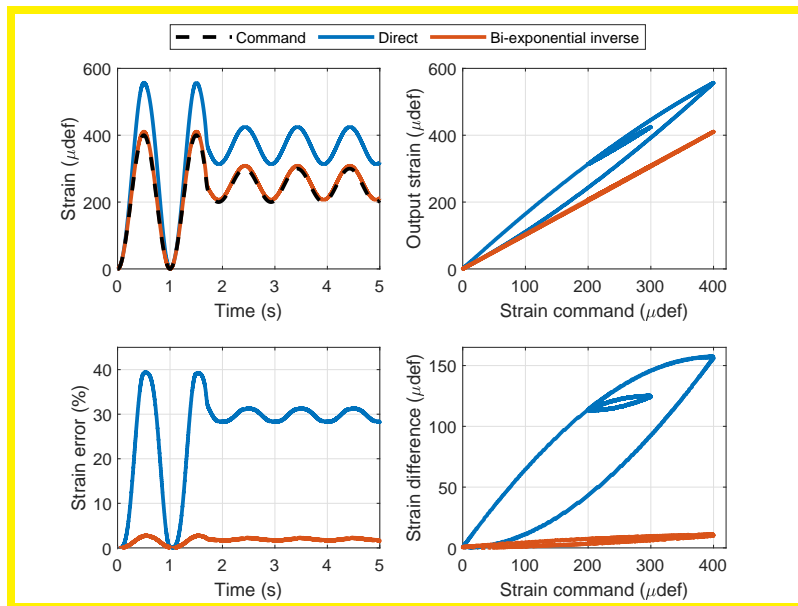 Command Direct Bi-exponential inverse
600
400
200
0
Strain (μdef)
0 1 2 3 4 5
Time (s)
600
400
200
0
Output strain (μdef)
0 100 200 300 400
Strain command (μdef)
40
30
20
10
0
Strain error (%)
0 1 2 3 4 5
Time (s)
150
100
50
0
Strain difference (μdef)
0 100 200 300 400
Strain command (μdef)